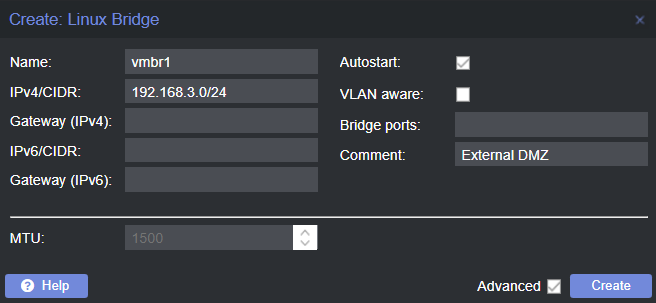 Create: Linux Bridge
Name: vmbr1 Autostart:
IPv4/CIDR: 192.168.3.0/24 VLAN aware:
Gateway (IPv4): Bridge ports:
IPv6/CIDR: Comment: External DMZ
Gateway (IPv6):
MTU: 1500
? Help Advanced Create